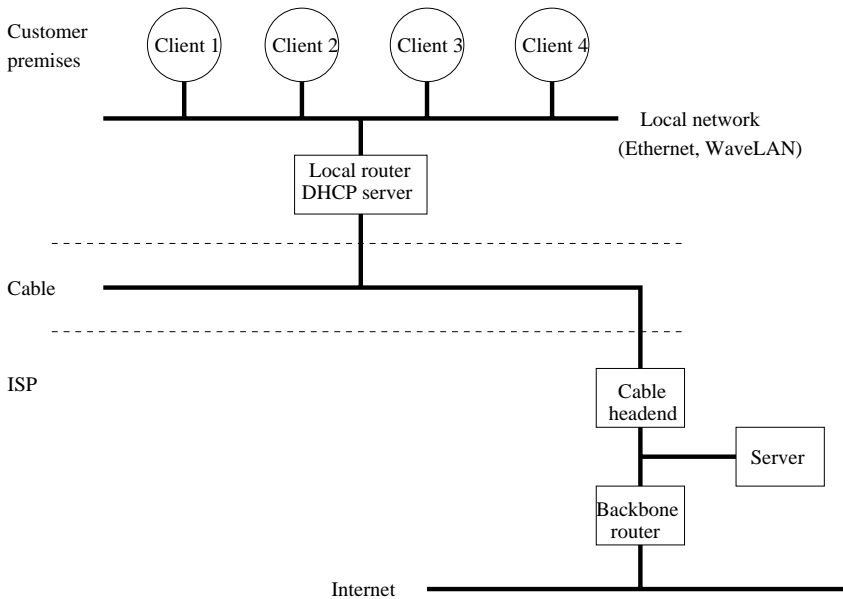 Customer
premises
Client 1
Client 2
Client 3
Client 4
Local network
(Ethernet, WaveLAN)
Local router
DHCP server
Cable
ISP
Cable
headend
Server
Backbone
router
Internet